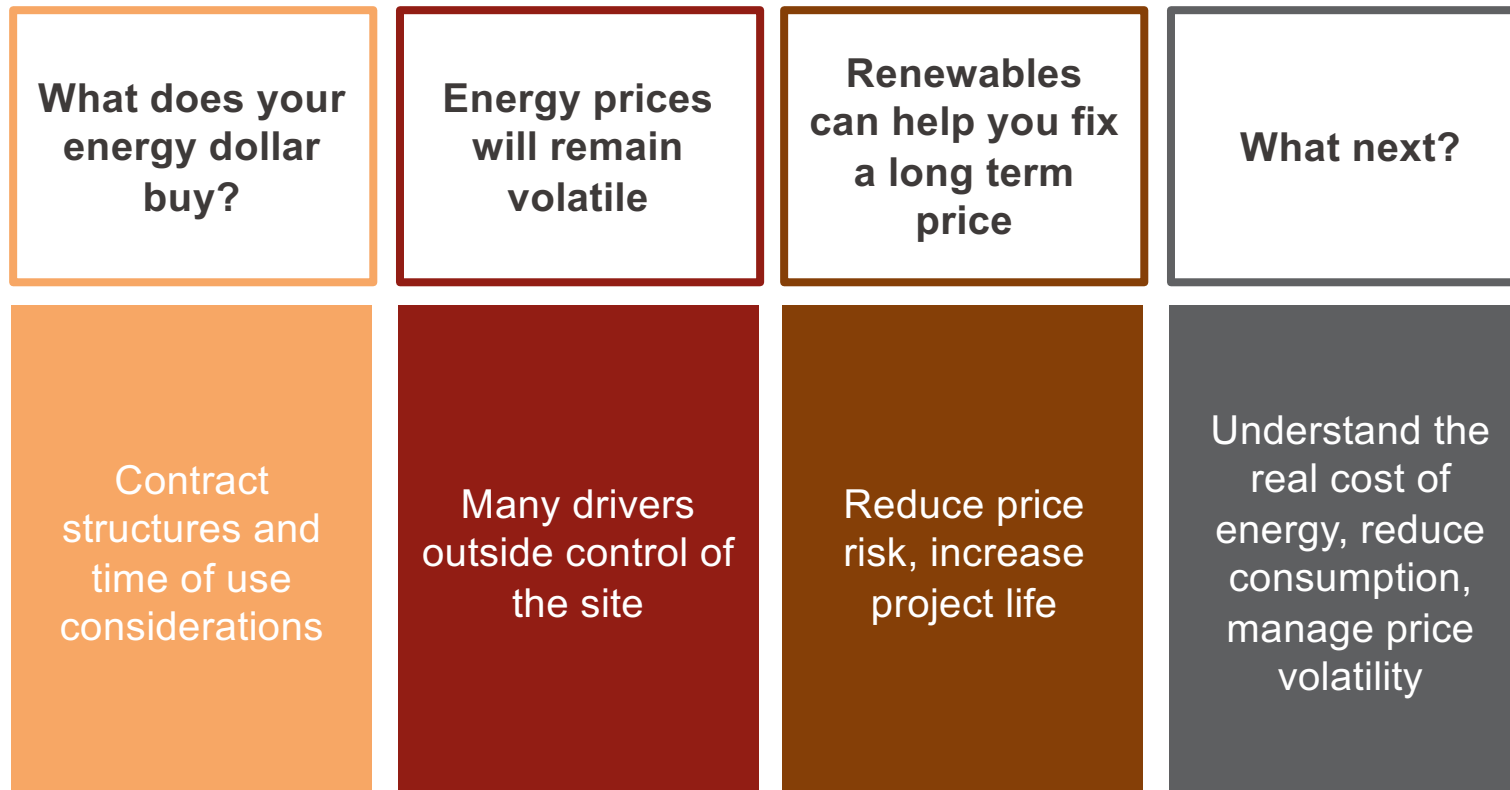 What does your
energy dollar
buy?
Energy prices
will remain
volatile
Renewables
can help you fix
a long term
price
What next?
Contract
structures and
time of use
considerations
Many drivers
outside control of
the site
Reduce price
risk, increase
project life
Understand the
real cost of
energy, reduce
consumption,
manage price
volatility